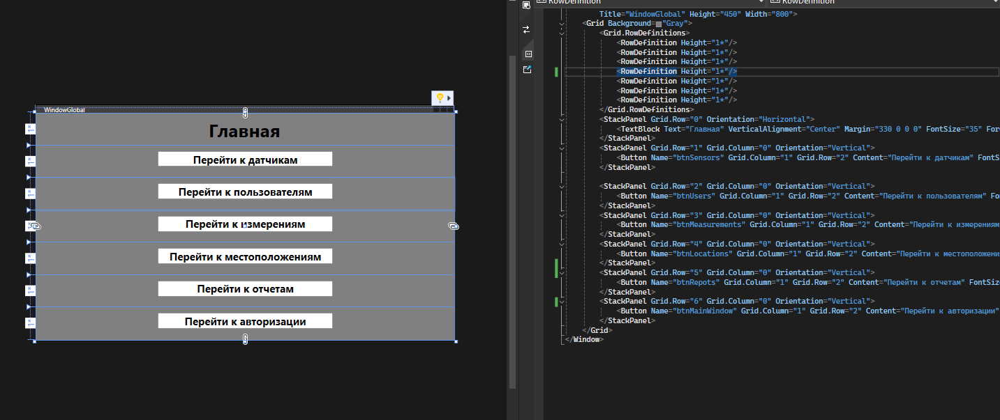 RowDefinition
RowDefinition
Title="WindowGlobal" Height="450" Width="800">
<Grid Background="Gray">
<Grid.RowDefinitions>
<RowDefinition Height="1*"/>
<RowDefinition Height="1*"/>
<RowDefinition Height="1*"/>
<RowDefinition Height="1*"/>
<RowDefinition Height="1*"/>
<RowDefinition Height="1*"/>
<RowDefinition Height="1*"/>
</Grid.RowDefinitions>
<StackPanel Grid.Row="0" Orientation="Horizontal">
<TextBlock Text="Главная" VerticalAlignment="Center" Margin="330 0 0 0" FontSize="35" For
</StackPanel>
<StackPanel Grid.Row="1" Grid.Column="0" Orientation="Vertical">
<Button Name="btnSensors" Grid.Column="1" Grid.Row="2" Content="Перейти к датчикам" FontS
</StackPanel>
<StackPanel Grid.Row="2" Grid.Column="0" Orientation="Vertical">
<Button Name="btnUsers" Grid.Column="1" Grid.Row="2" Content="Перейти к пользователям" Fo
</StackPanel>
<StackPanel Grid.Row="3" Grid.Column="0" Orientation="Vertical">
<Button Name="btnMeasurements" Grid.Column="1" Grid.Row="2" Content="Перейти к измерениям
</StackPanel>
<StackPanel Grid.Row="4" Grid.Column="0" Orientation="Vertical">
<Button Name="btnLocations" Grid.Column="1" Grid.Row="2" Content="Перейти к местоположени
</StackPanel>
<StackPanel Grid.Row="5" Grid.Column="0" Orientation="Vertical">
<Button Name="btnRepots" Grid.Column="1" Grid.Row="2" Content="Перейти к отчетам" FontSiz
</StackPanel>
<StackPanel Grid.Row="6" Grid.Column="0" Orientation="Vertical">
<Button Name="btnMainWindow" Grid.Column="1" Grid.Row="2" Content="Перейти к авторизации"
</StackPanel>
</Grid>
</Window>
WindowGlobal
Главная
Перейти к датчикам
Перейти к пользователям
Перейти к измерениям
Перейти к местоположениям
Перейти к отчетам
Перейти к авторизации